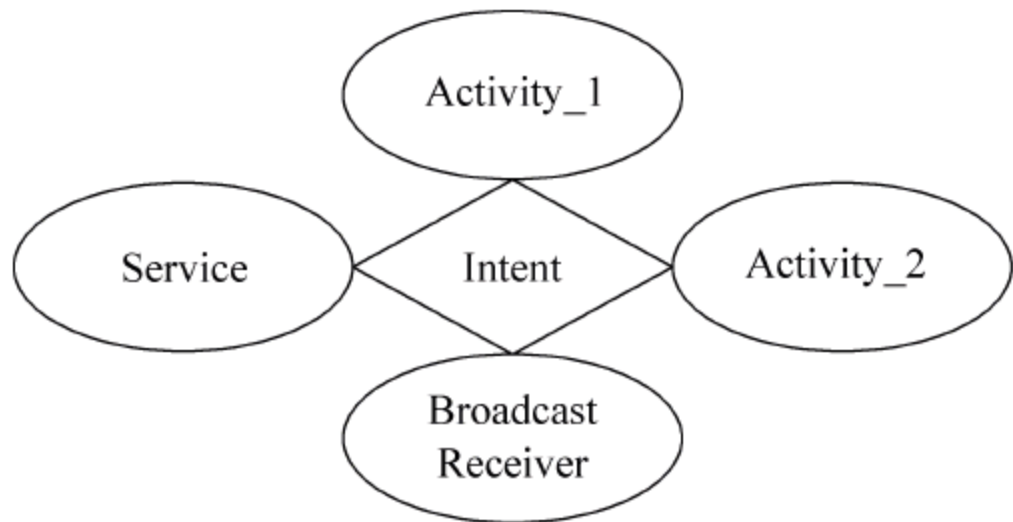 Activity_1
Service
Intent
Activity_2
Broadcast
Receiver